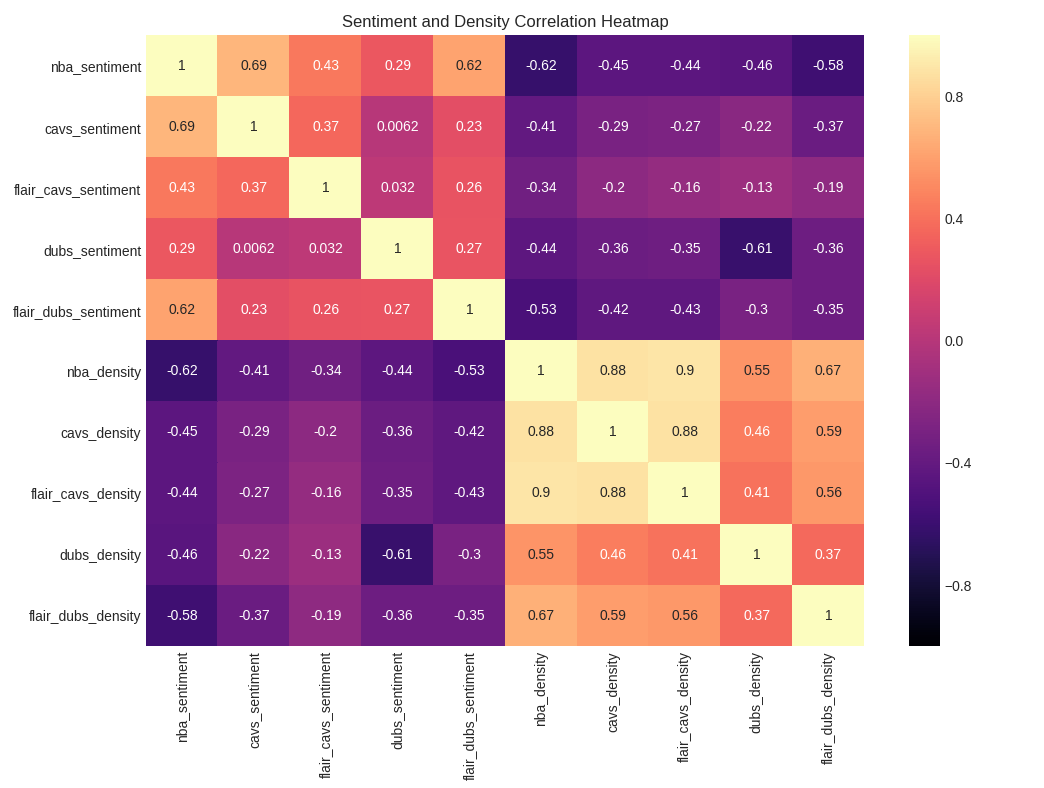 Sentiment and Density Correlation Heatmap
nba_sentiment 1 0.69 0.43 0.29 0.62 -0.62 -0.45 -0.44 -0.46 -0.58
cavs_sentiment 0.69 1 0.37 0.0062 0.23 -0.41 -0.29 -0.27 -0.22 -0.37
flair_cavs_sentiment 0.43 0.37 1 0.032 0.26 -0.34 -0.2 -0.16 -0.13 -0.19
dubs_sentiment 0.29 0.0062 0.032 1 0.27 -0.44 -0.36 -0.35 -0.61 -0.36
flair_dubs_sentiment 0.62 0.23 0.26 0.27 1 -0.53 -0.42 -0.43 -0.3 -0.35
nba_density -0.62 -0.41 -0.34 -0.44 -0.53 1 0.88 0.9 0.55 0.67
cavs_density -0.45 -0.29 -0.2 -0.36 -0.42 0.88 1 0.88 0.46 0.59
flair_cavs_density -0.44 -0.27 -0.16 -0.35 -0.43 0.9 0.88 1 0.41 0.56
dubs_density -0.46 -0.22 -0.13 -0.61 -0.3 0.55 0.46 0.41 1 0.37
flair_dubs_density -0.58 -0.37 -0.19 -0.36 -0.35 0.67 0.59 0.56 0.37 1
nba_sentiment
cavs_sentiment
flair_cavs_sentiment
dubs_sentiment
flair_dubs_sentiment
nba_density
cavs_density
flair_cavs_density
dubs_density
flair_dubs_density
0.8
0.4
0.0
−0.4
−0.8